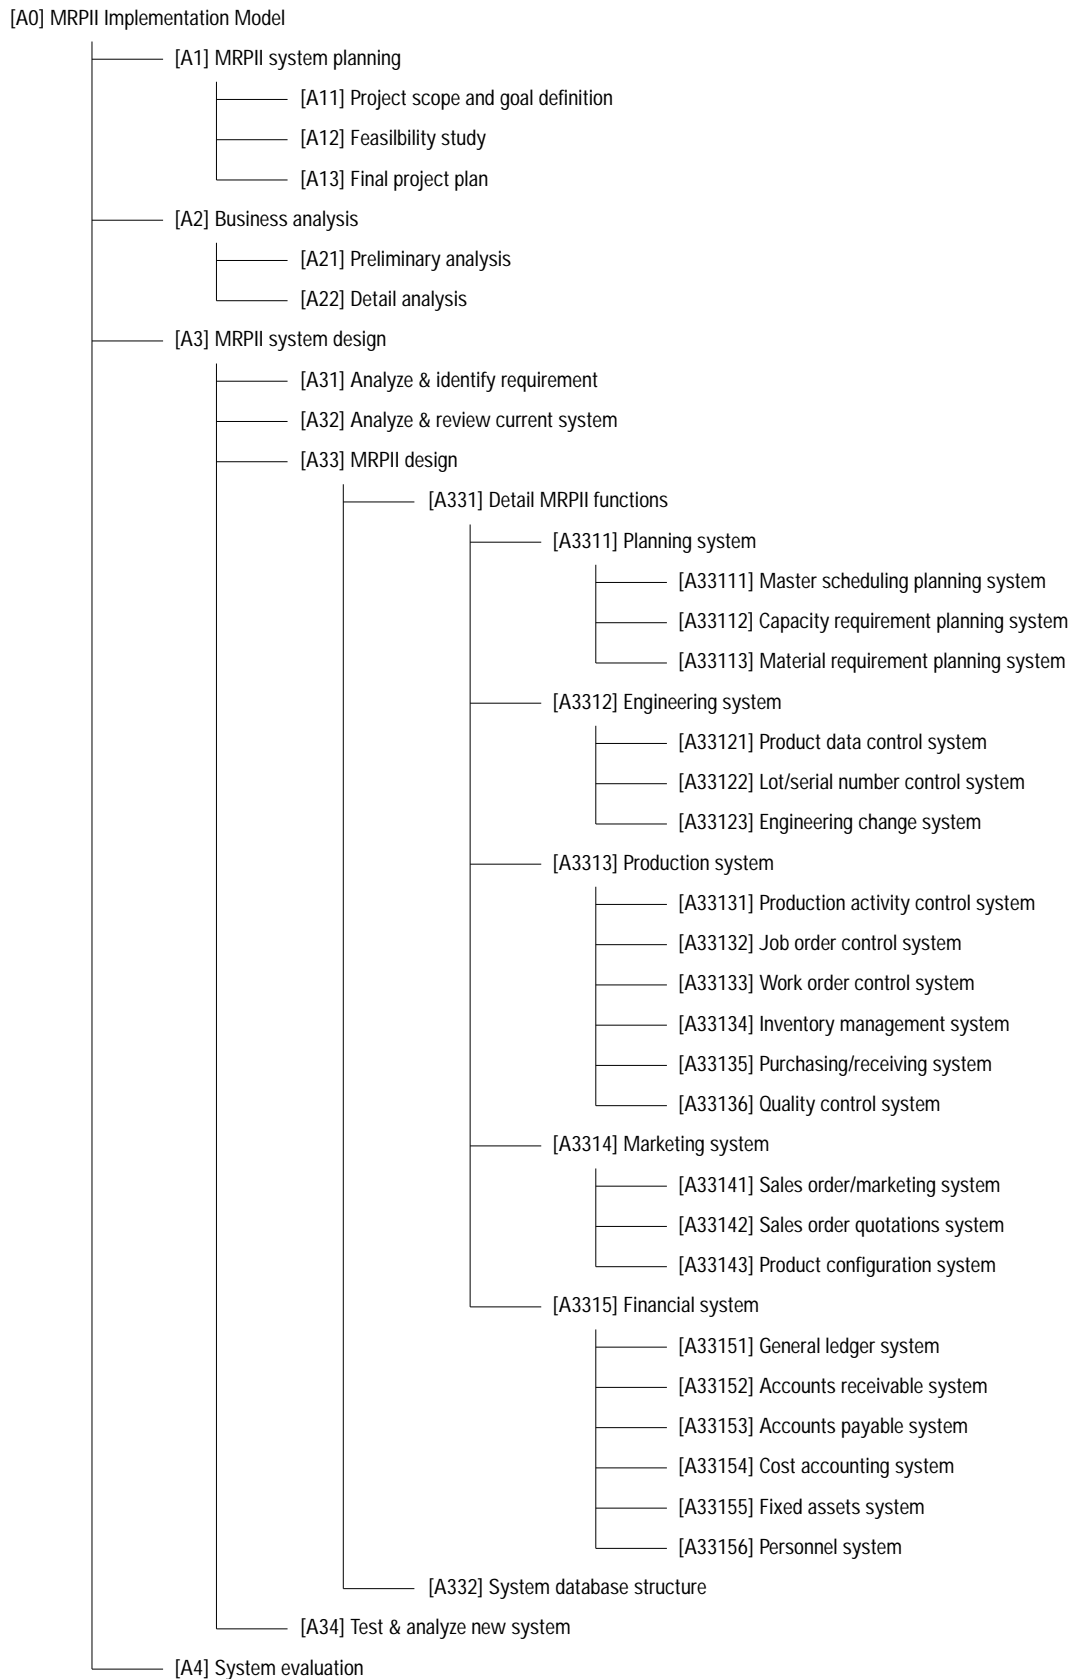 [A0] MRPII Implementation Model
[A1] MRPII system planning
[A11] Project scope and goal definition
[A12] Feasilbility study
[A13] Final project plan
[A2] Business analysis
[A21] Preliminary analysis
[A22] Detail analysis
[A3] MRPII system design
[A31] Analyze & identify requirement
[A32] Analyze & review current system
[A33] MRPII design
[A331] Detail MRPII functions
[A3311] Planning system
[A33111] Master scheduling planning system
[A33112] Capacity requirement planning system
[A33113] Material requirement planning system
[A3312] Engineering system
[A33121] Product data control system
[A33122] Lot/serial number control system
[A33123] Engineering change system
[A3313] Production system
[A33131] Production activity control system
[A33132] Job order control system
[A33133] Work order control system
[A33134] Inventory management system
[A33135] Purchasing/receiving system
[A33136] Quality control system
[A3314] Marketing system
[A33141] Sales order/marketing system
[A33142] Sales order quotations system
[A33143] Product configuration system
[A3315] Financial system
[A33151] General ledger system
[A33152] Accounts receivable system
[A33153] Accounts payable system
[A33154] Cost accounting system
[A33155] Fixed assets system
[A33156] Personnel system
[A332] System database structure
[A34] Test & analyze new system
[A4] System evaluation